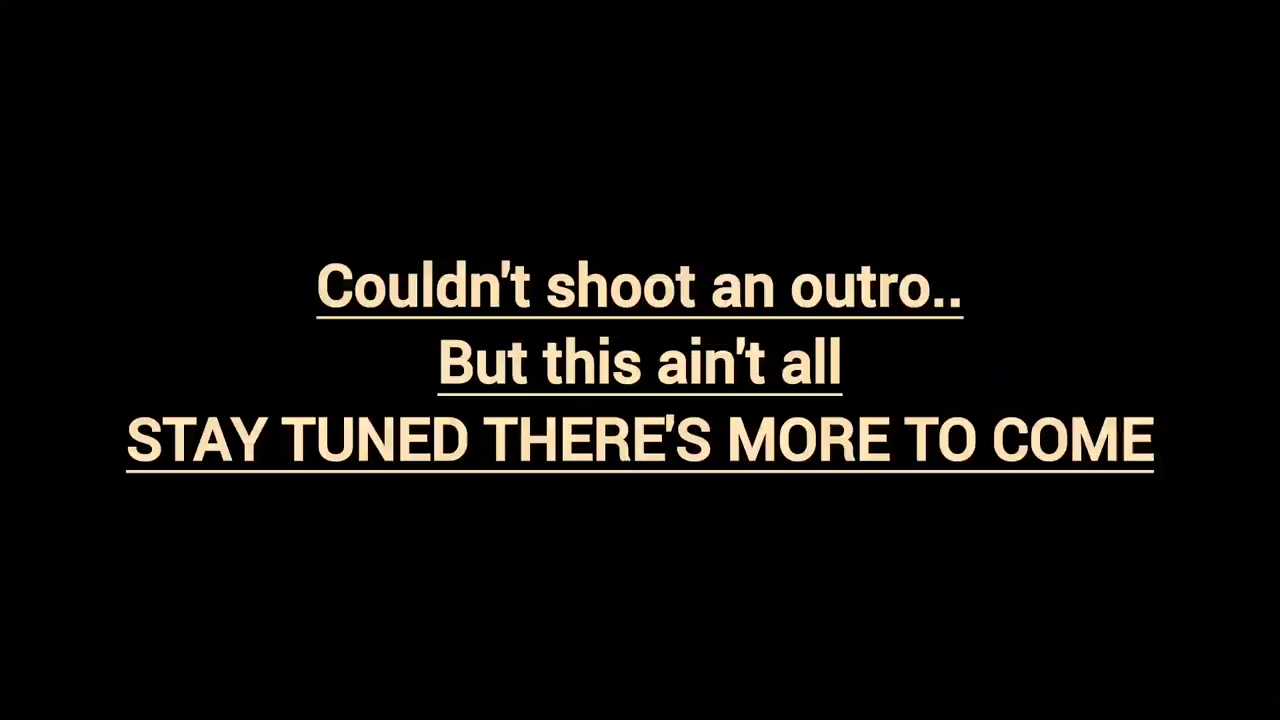 Couldn't shoot an outro..
But this ain't all
STAY TUNED THERE'S MORE TO COME